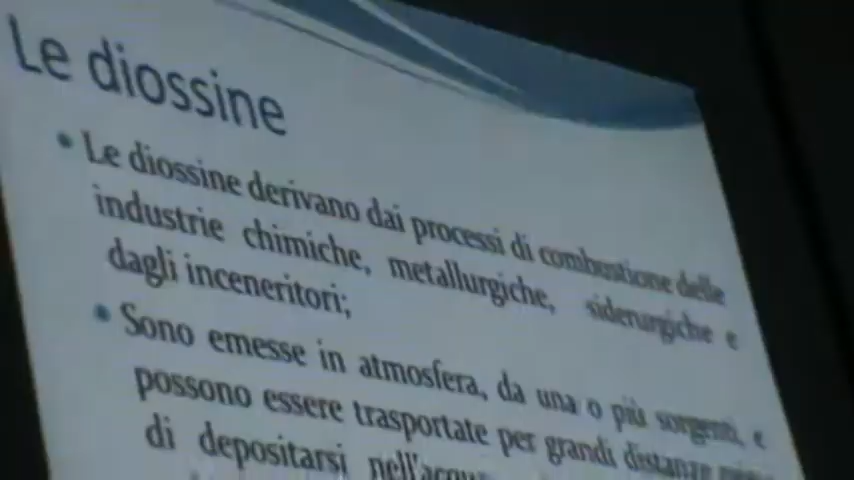 Le diossine
• Le diossine derivano dai processi di combustione delle
industrie chimiche, metallurgiche, siderurgiche e
dagli inceneritori;
• Sono emesse in atmosfera, da una o più sorgenti, e
possono essere trasportate per grandi distanze
di depositarsi